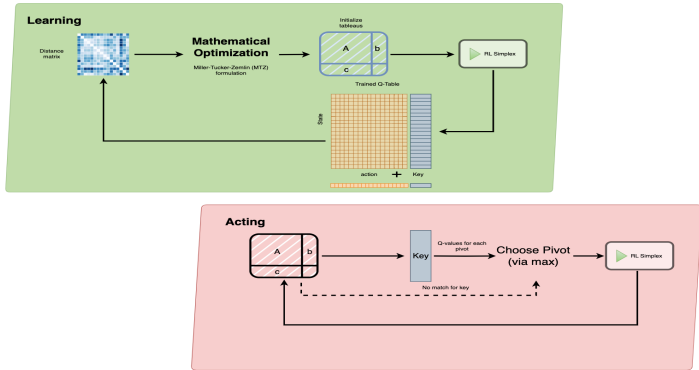 Learning
Distance
matrix
Mathematical
Optimization
Miller-Tucker-Zemlin (MTZ)
formulation
Initialize
tableaus
A
b
c
RL Simplex
Trained Q-Table
State
action
+
Key
Acting
A
b
c
Key
Q-values for each
pivot
Choose Pivot
(via max)
RL Simplex
No match for key